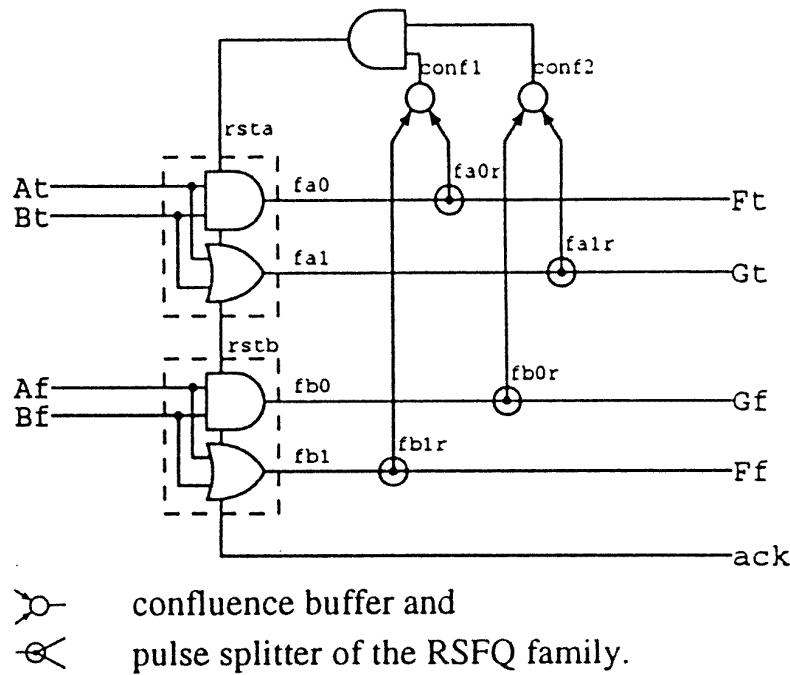 conf1 conf2
rsta
fa0r
At fa0 Ft
Bt
fa1r
fa1 Gt
rstb
fb0r
Af fb0 Gf
Bf
fb1r
fb1 Ff
ack
confluence buffer and
pulse splitter of the RSFQ family.